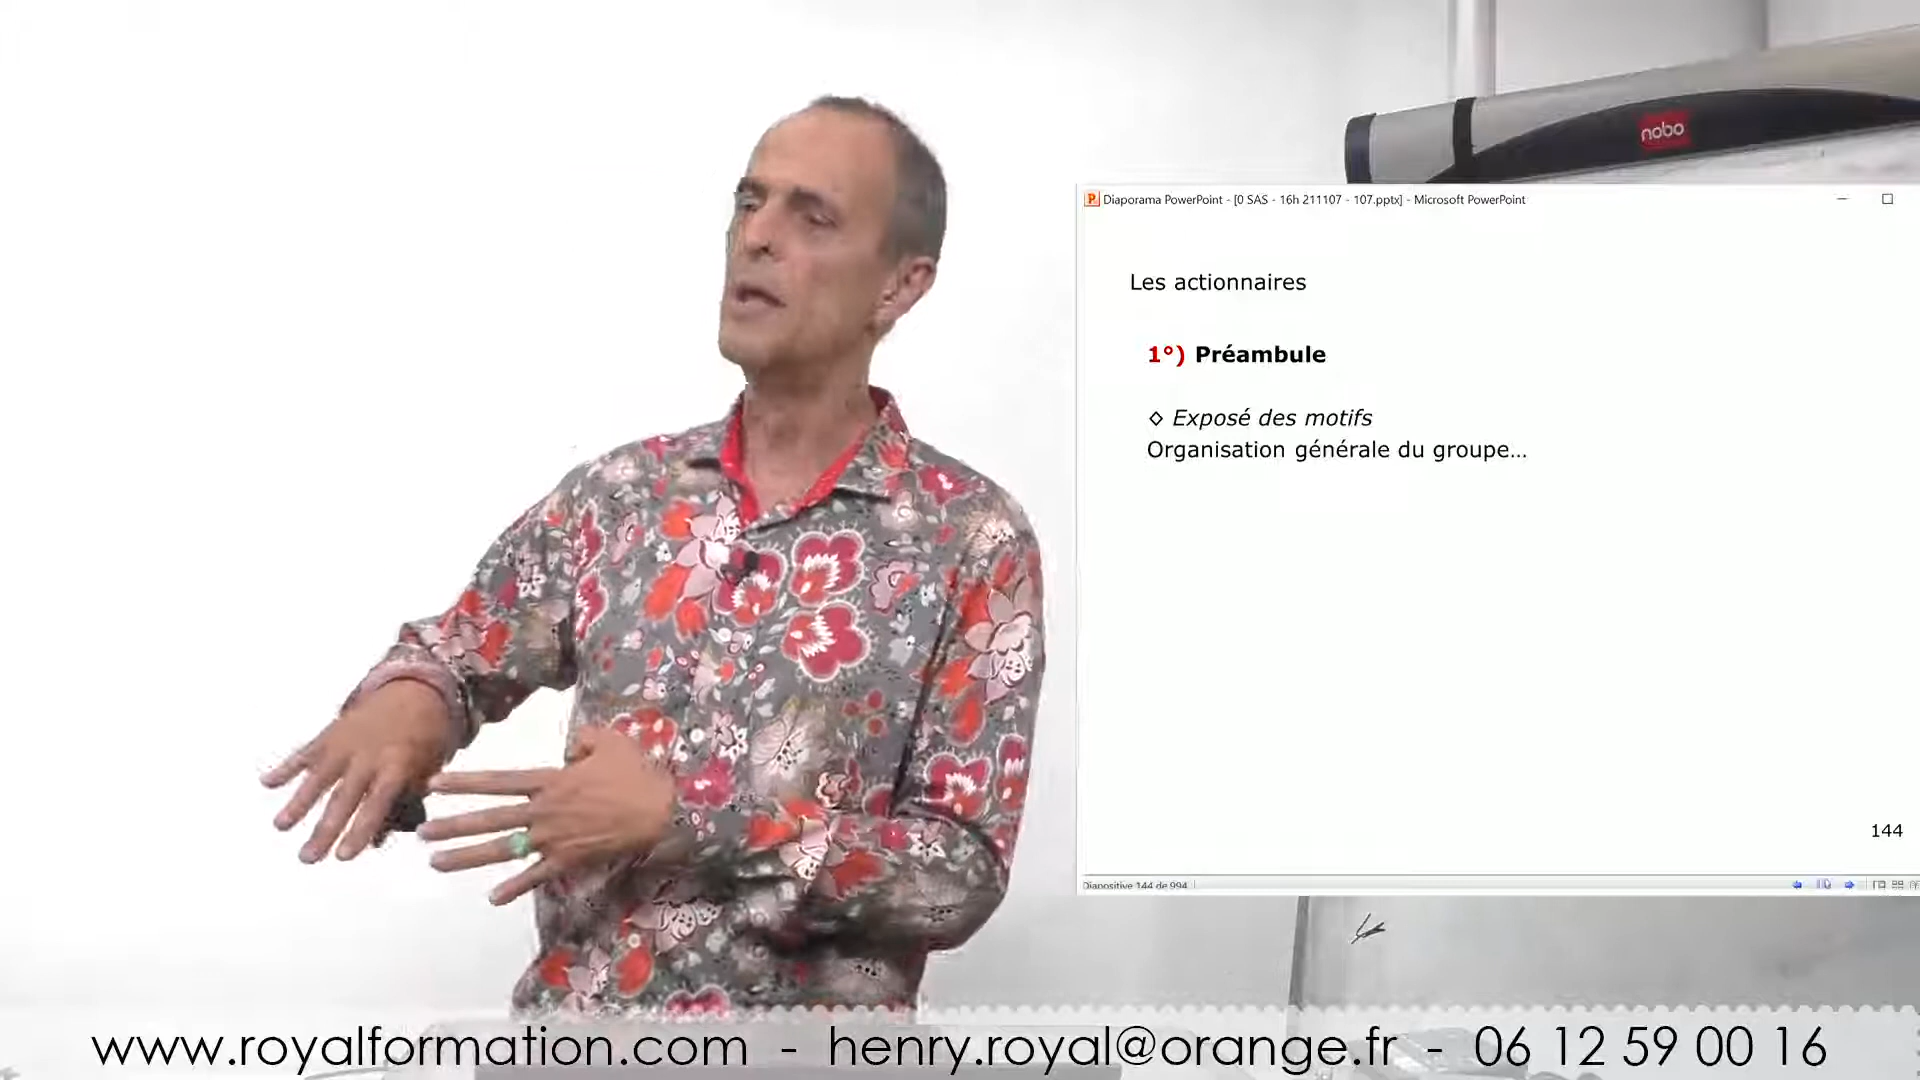 nobo
Diaporama PowerPoint - [0 SAS - 16h 211107 - 107.pptx] - Microsoft PowerPoint
Les actionnaires
1°) Préambule
◇ Exposé des motifs
Organisation générale du groupe...
144
Diapositive 144 de 994
www.royalformation.com - henry.royal@orange.fr - 06 12 59 00 16